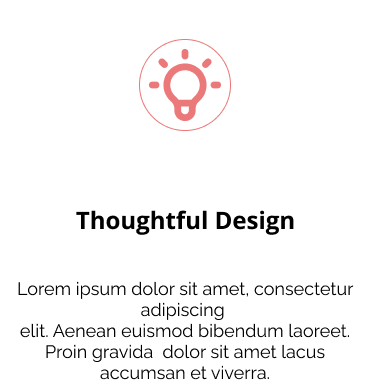 Thoughtful Design
Lorem ipsum dolor sit amet, consectetur
adipiscing
elit. Aenean euismod bibendum laoreet.
Proin gravida  dolor sit amet lacus
accumsan et viverra.